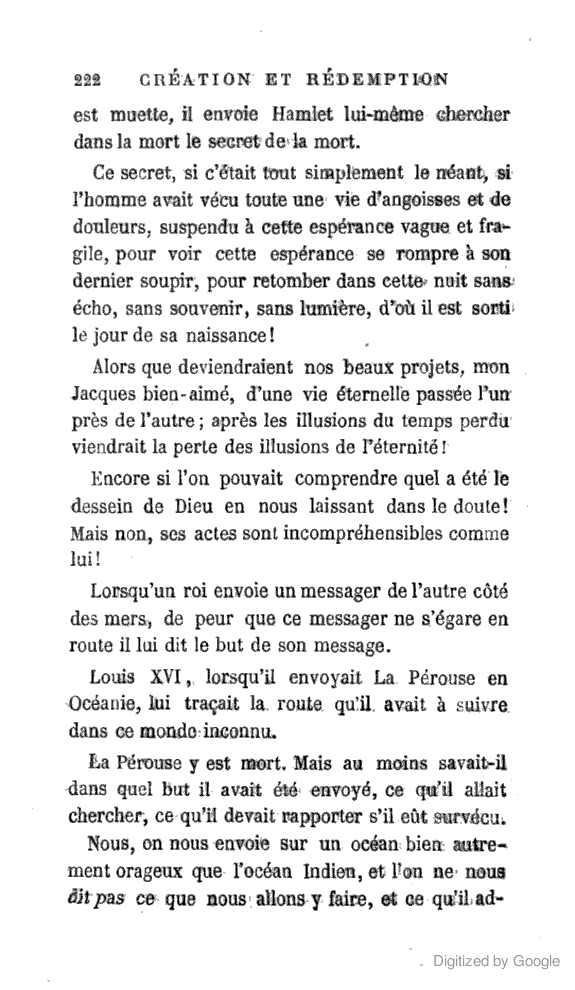 222 CRÉATION ET RÉDEMPTION
est muette, il envoie Hamlet lui-même chercher
dans la mort le secret de la mort.
Ce secret, si c'était tout simplement le néant, si
l'homme avait vécu toute une vie d'angoisses et de
douleurs, suspendu à cette espérance vague et fra-
gile, pour voir cette espérance se rompre à son
dernier soupir, pour retomber dans cette nuit sans
écho, sans souvenir, sans lumière, d'où il est sorti
le jour de sa naissance!
Alors que deviendraient nos beaux projets, mon
Jacques bien-aimé, d'une vie éternelle passée l'un
près de l'autre; après les illusions du temps perdu
viendrait la perte des illusions de l'éternité!
Encore si l'on pouvait comprendre quel a été le
dessein de Dieu en nous laissant dans le doute!
Mais non, ses actes sont incompréhensibles comme
lui!
Lorsqu'un roi envoie un messager de l'autre côté
des mers, de peur que ce messager ne s'égare en
route il lui dit le but de son message.
Louis XVI, lorsqu'il envoyait La Pérouse en
Océanie, lui traçait la route qu'il avait à suivre
dans ce monde inconnu.
La Pérouse y est mort. Mais au moins savait-il
dans quel but il avait été envoyé, ce qu'il allait
chercher, ce qu'il devait rapporter s'il eût survécu.
Nous, on nous envoie sur un océan bien autre-
ment orageux que l'océan Indien, et l'on ne nous
dit pas ce que nous allons y faire, et ce qu'il ad-
Digitized by Google